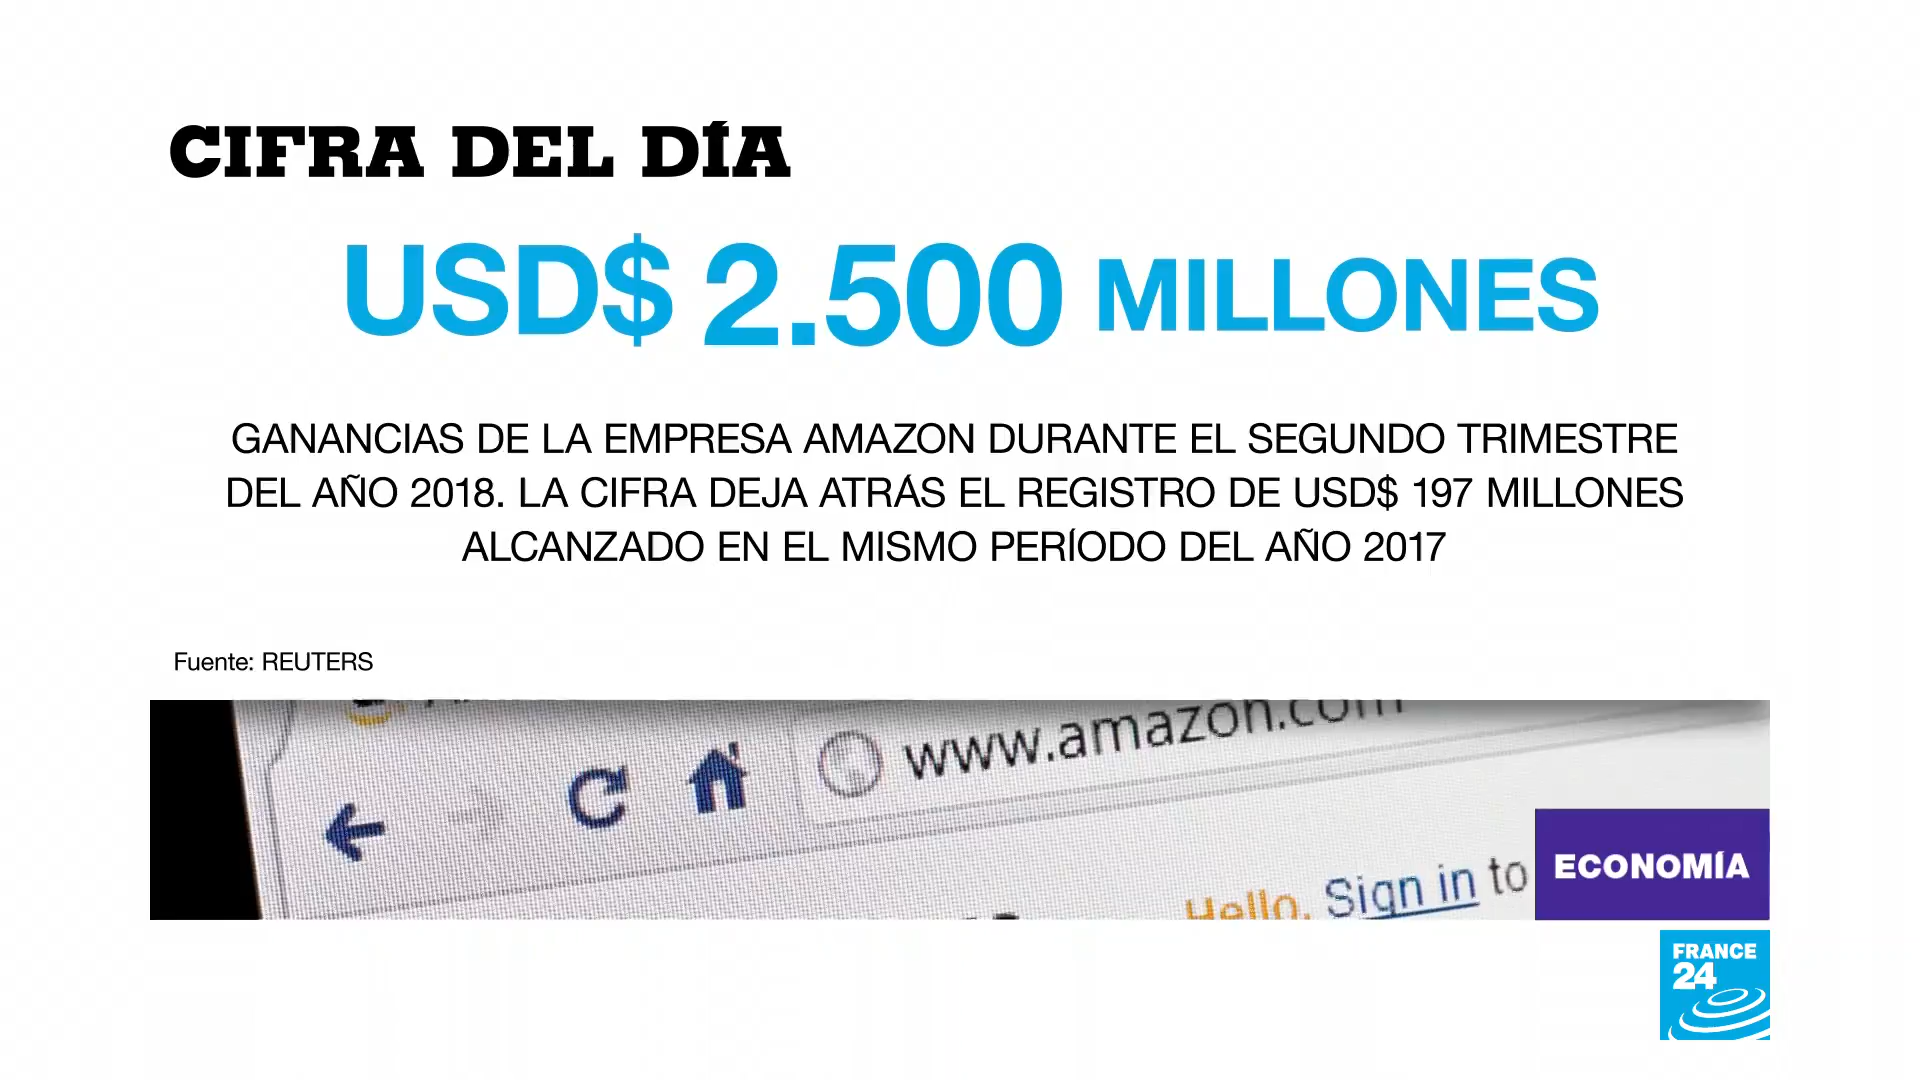 CIFRA DEL DÍA
USD$ 2.500 MILLONES
GANANCIAS DE LA EMPRESA AMAZON DURANTE EL SEGUNDO TRIMESTRE
DEL AÑO 2018. LA CIFRA DEJA ATRÁS EL REGISTRO DE USD$ 197 MILLONES
ALCANZADO EN EL MISMO PERÍODO DEL AÑO 2017
Fuente: REUTERS
www.amazon.com
Hello. Sign in to
ECONOMÍA
FRANCE
24